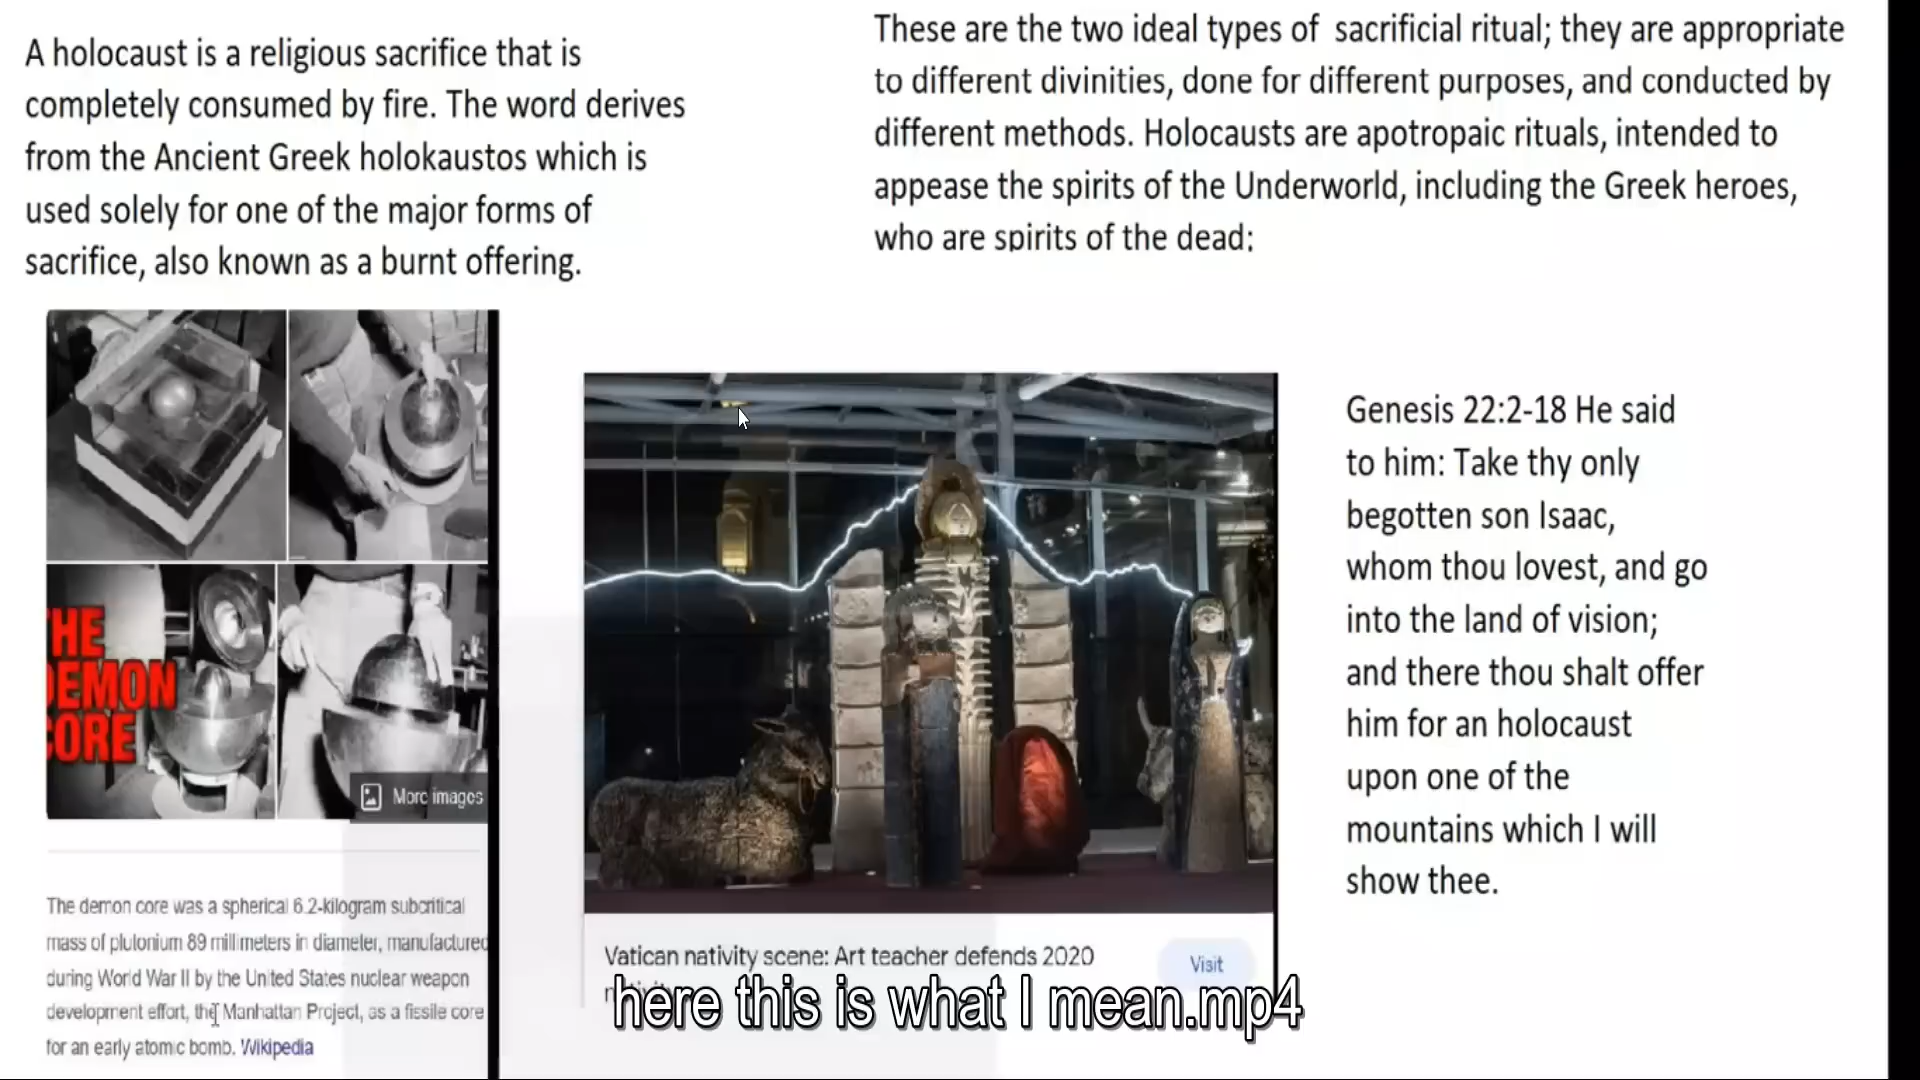 A holocaust is a religious sacrifice that is
completely consumed by fire. The word derives
from the Ancient Greek holokaustos which is
used solely for one of the major forms of
sacrifice, also known as a burnt offering.
These are the two ideal types of sacrificial ritual; they are appropriate
to different divinities, done for different purposes, and conducted by
different methods. Holocausts are apotropaic rituals, intended to
appease the spirits of the Underworld, including the Greek heroes,
who are spirits of the dead:
THE
DEMON
CORE
More images
The demon core was a spherical 6.2-kilogram subcritical
mass of plutonium 89 millimeters in diameter, manufactured
during World War II by the United States nuclear weapon
development effort, the Manhattan Project, as a fissile core
for an early atomic bomb. Wikipedia
Vatican nativity scene: Art teacher defends 2020
Visit
here this is what I mean.mp4
Genesis 22:2-18 He said
to him: Take thy only
begotten son Isaac,
whom thou lovest, and go
into the land of vision;
and there thou shalt offer
him for an holocaust
upon one of the
mountains which I will
show thee.